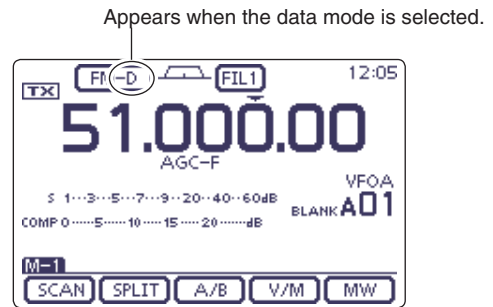 Appears when the data mode is selected.
TX FM-D FIL1 12:05
51.000.00
AGC-F
VFOA
S 1···3···5···7···9··20··40··60dB
BLANK A01
COMP 0······5······10······15······20······dB
M-1
SCAN SPLIT A/B V/M MW